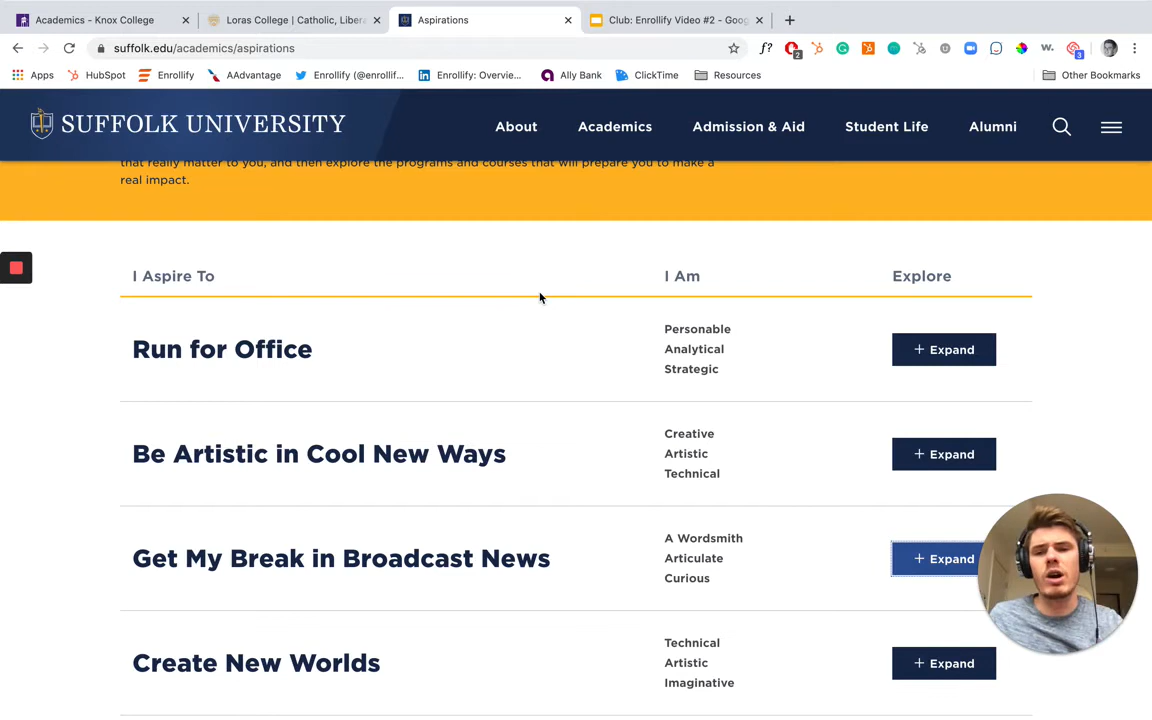 Academics - Knox College
Loras College | Catholic, Libera
Aspirations
Club: Enrollify Video #2 - Goog
suffolk.edu/academics/aspirations
f?
2
w.
3
Apps
HubSpot
Enrollify
AAdvantage
Enrollify (@enrollif...
Enrollify: Overvie...
Ally Bank
ClickTime
Resources
Other Bookmarks
SUFFOLK UNIVERSITY
About
Academics
Admission & Aid
Student Life
Alumni
that really matter to you, and then explore the programs and courses that will prepare you to make a
real impact.
I Aspire To
I Am
Explore
Run for Office
Personable
Analytical
Strategic
+ Expand
Be Artistic in Cool New Ways
Creative
Artistic
Technical
+ Expand
Get My Break in Broadcast News
A Wordsmith
Articulate
Curious
+ Expand
Create New Worlds
Technical
Artistic
Imaginative
+ Expand